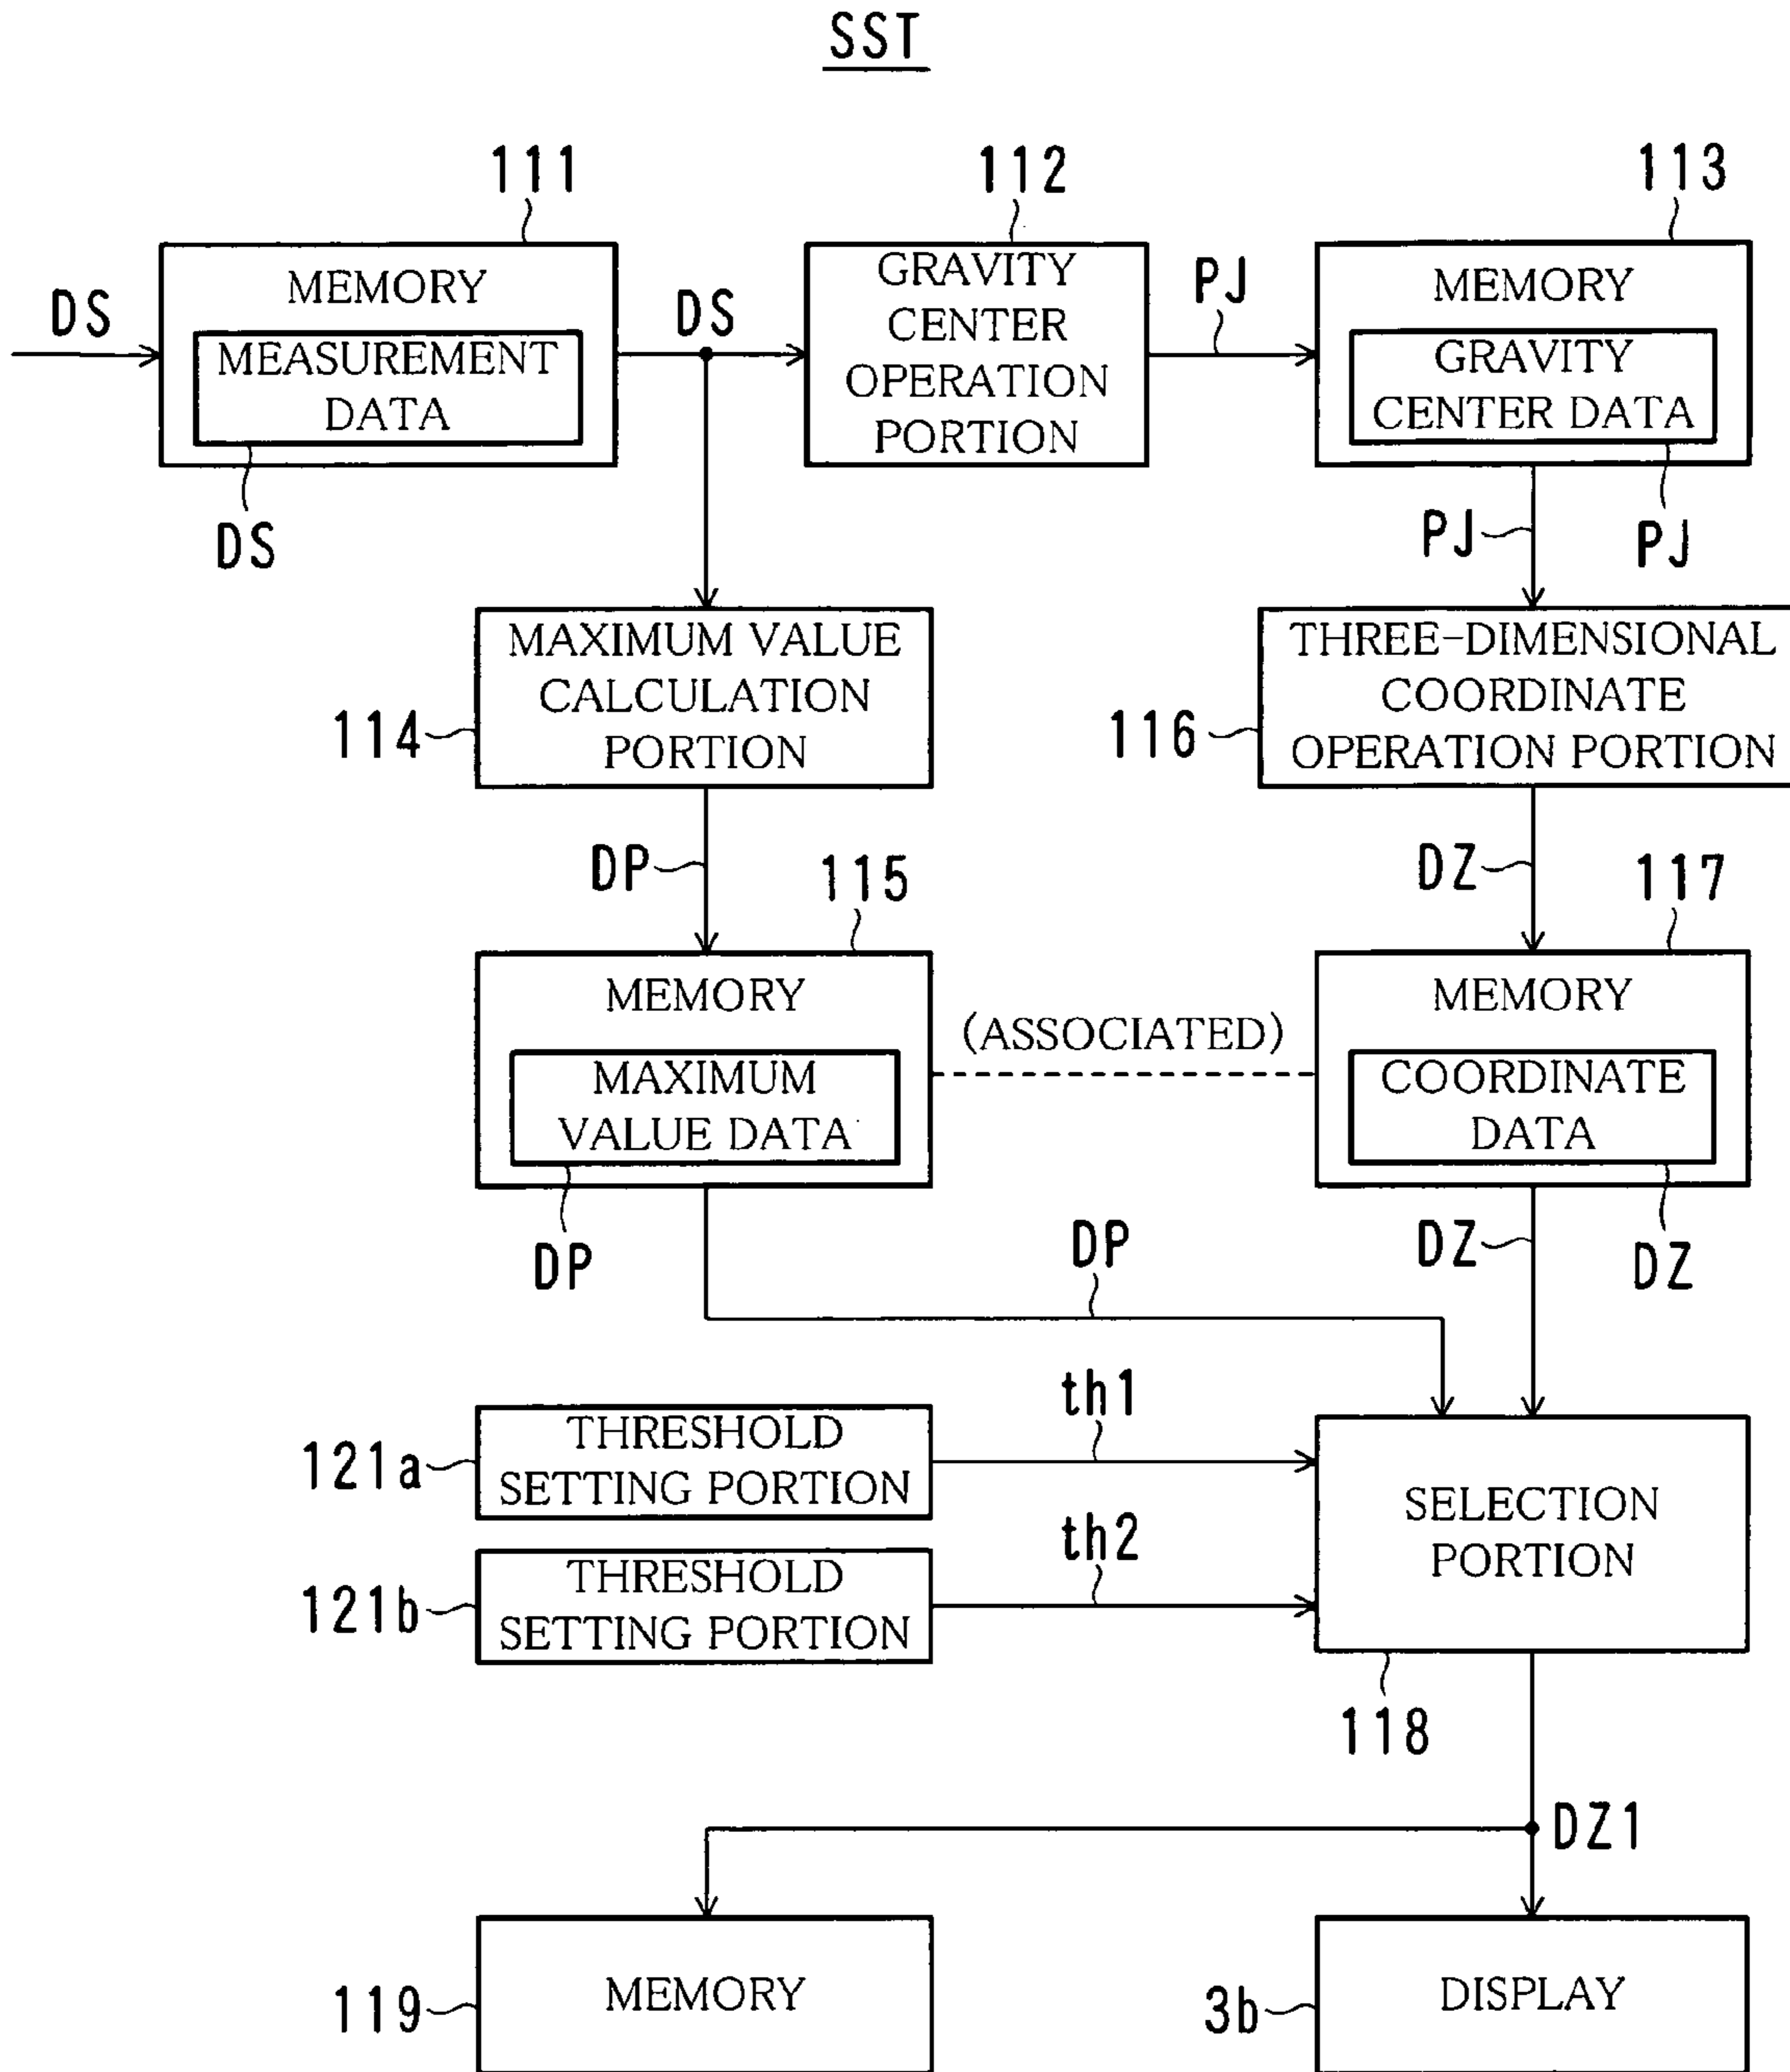 SST
111
112
113
DS
MEMORY
MEASUREMENT
DATA
DS
DS
GRAVITY
CENTER
OPERATION
PORTION
PJ
MEMORY
GRAVITY
CENTER DATA
PJ
PJ
114
MAXIMUM VALUE
CALCULATION
PORTION
116
THREE-DIMENSIONAL
COORDINATE
OPERATION PORTION
DP
115
DZ
117
MEMORY
MAXIMUM
VALUE DATA
DP
(ASSOCIATED)
MEMORY
COORDINATE
DATA
DZ
DP
DZ
121a
THRESHOLD
SETTING PORTION
th1
121b
THRESHOLD
SETTING PORTION
th2
SELECTION
PORTION
118
DZ1
119
MEMORY
3b
DISPLAY